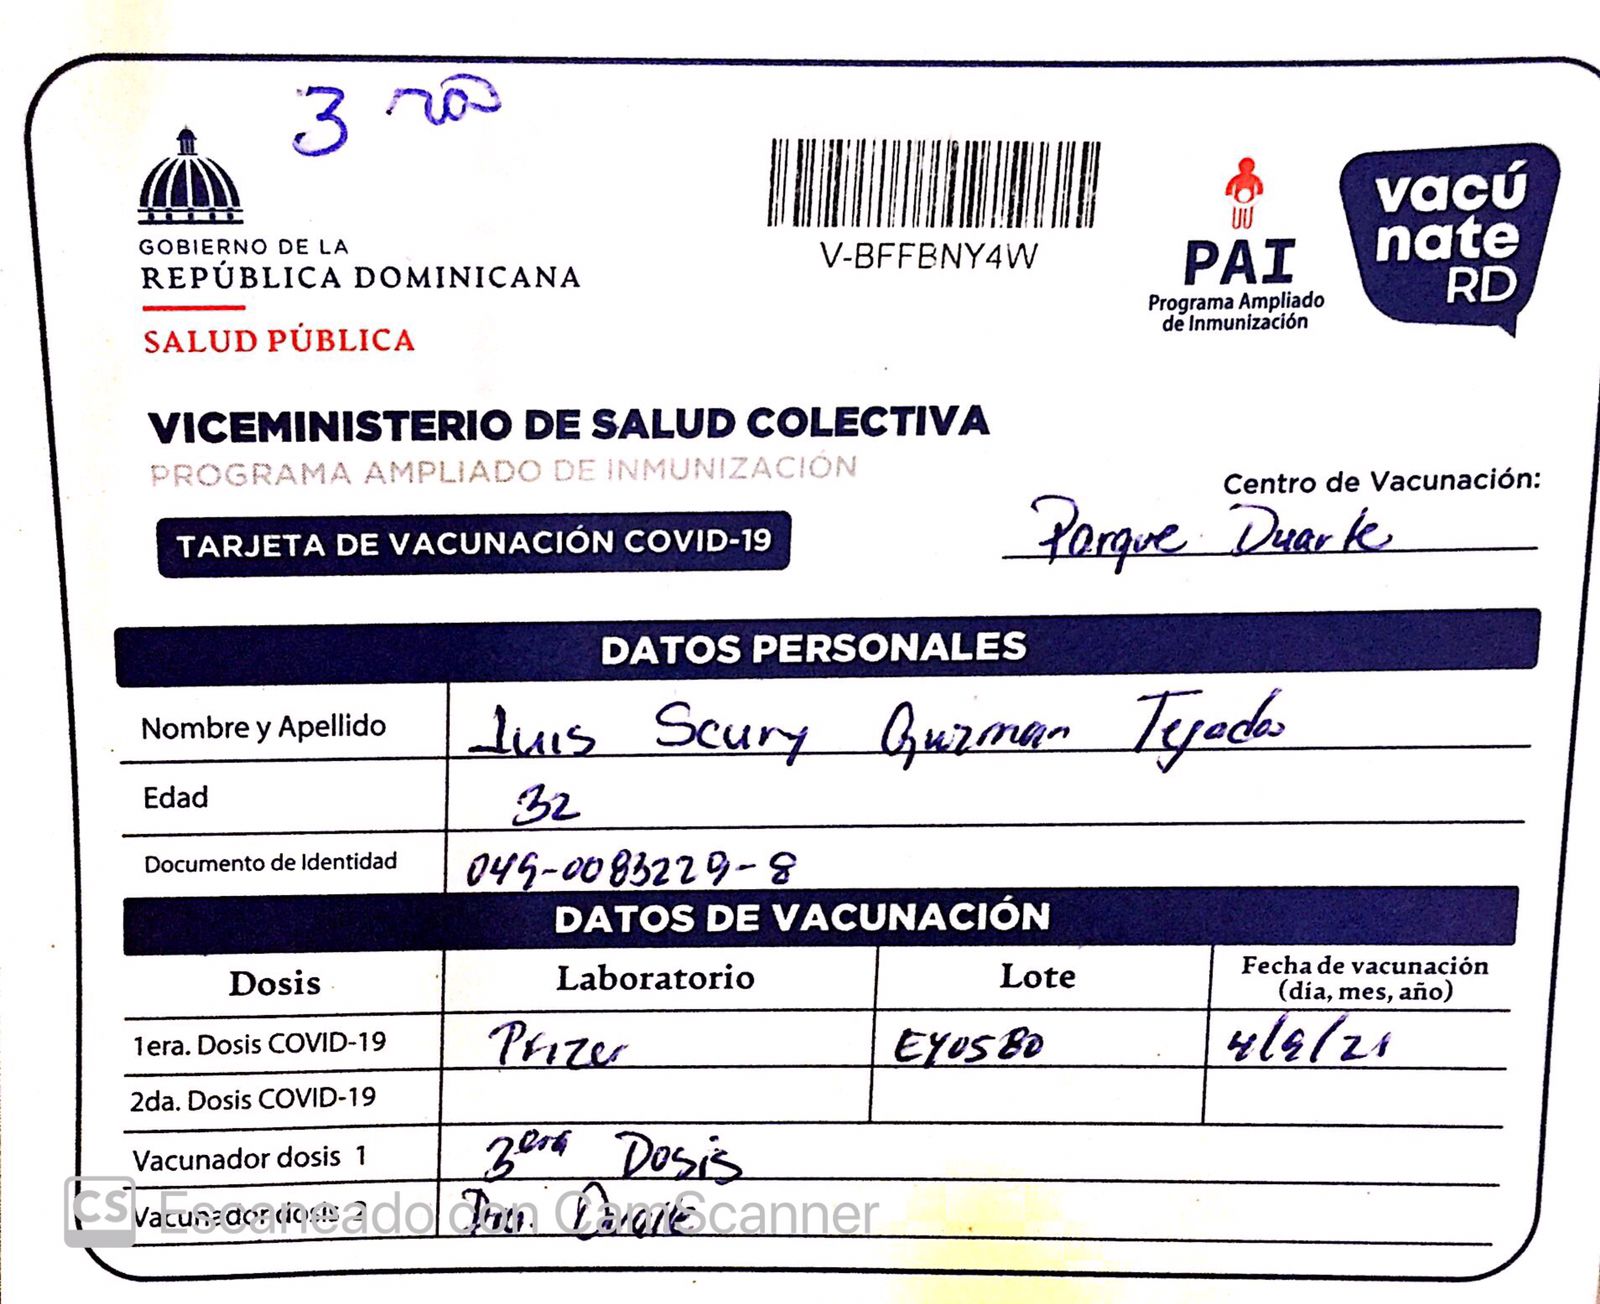 3 ras
GOBIERNO DE LA
REPÚBLICA DOMINICANA
SALUD PÚBLICA
V-BFFBNY4W
PAI
Programa Ampliado
de Inmunización
vacú
nate
RD
VICEMINISTERIO DE SALUD COLECTIVA
PROGRAMA AMPLIADO DE INMUNIZACIÓN
TARJETA DE VACUNACIÓN COVID-19
Centro de Vacunación:
Parque Duarte
DATOS PERSONALES
Nombre y Apellido Luis Scury Guzman Tejada
Edad 32
Documento de Identidad 049-0083229-8
DATOS DE VACUNACIÓN
Dosis Laboratorio Lote Fecha de vacunación
(día, mes, año)
1era. Dosis COVID-19 Pfizer EY0580 4/9/21
2da. Dosis COVID-19
Vacunador dosis 1 3era Dosis
Vacunador dosis 2 Duarte
CS Escaneado con CamScanner